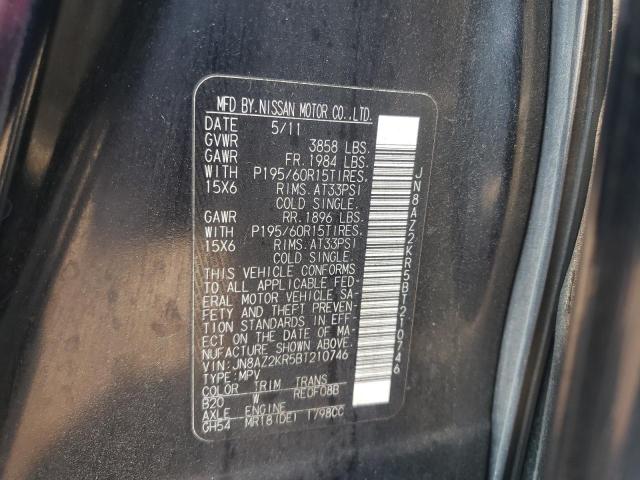 MFD BY NISSAN MOTOR CO.,LTD.
DATE 5/11
GVWR 3858 LBS.
GAWR FR. 1984 LBS.
WITH P195/60R15TIRES,
15X6 RIMS. AT33PSI
COLD SINGLE.
GAWR RR. 1896 LBS.
WITH P195/60R15TIRES,
15X6 RIMS. AT33PSI
COLD SINGLE.
THIS VEHICLE CONFORMS
TO ALL APPLICABLE FED-
ERAL MOTOR VEHICLE SA-
FETY AND THEFT PREVEN-
TION STANDARDS IN EFF-
ECT ON THE DATE OF MA-
NUFACTURE SHOWN ABOVE.
VIN: JN8AZ2KR5BT210746
TYPE: MPV
COLOR TRIM TRANS
B20 W RE0F08B
AXLE ENGINE
GH54 MR18(DE) 1798CC
JN8AZ2KR5BT210746